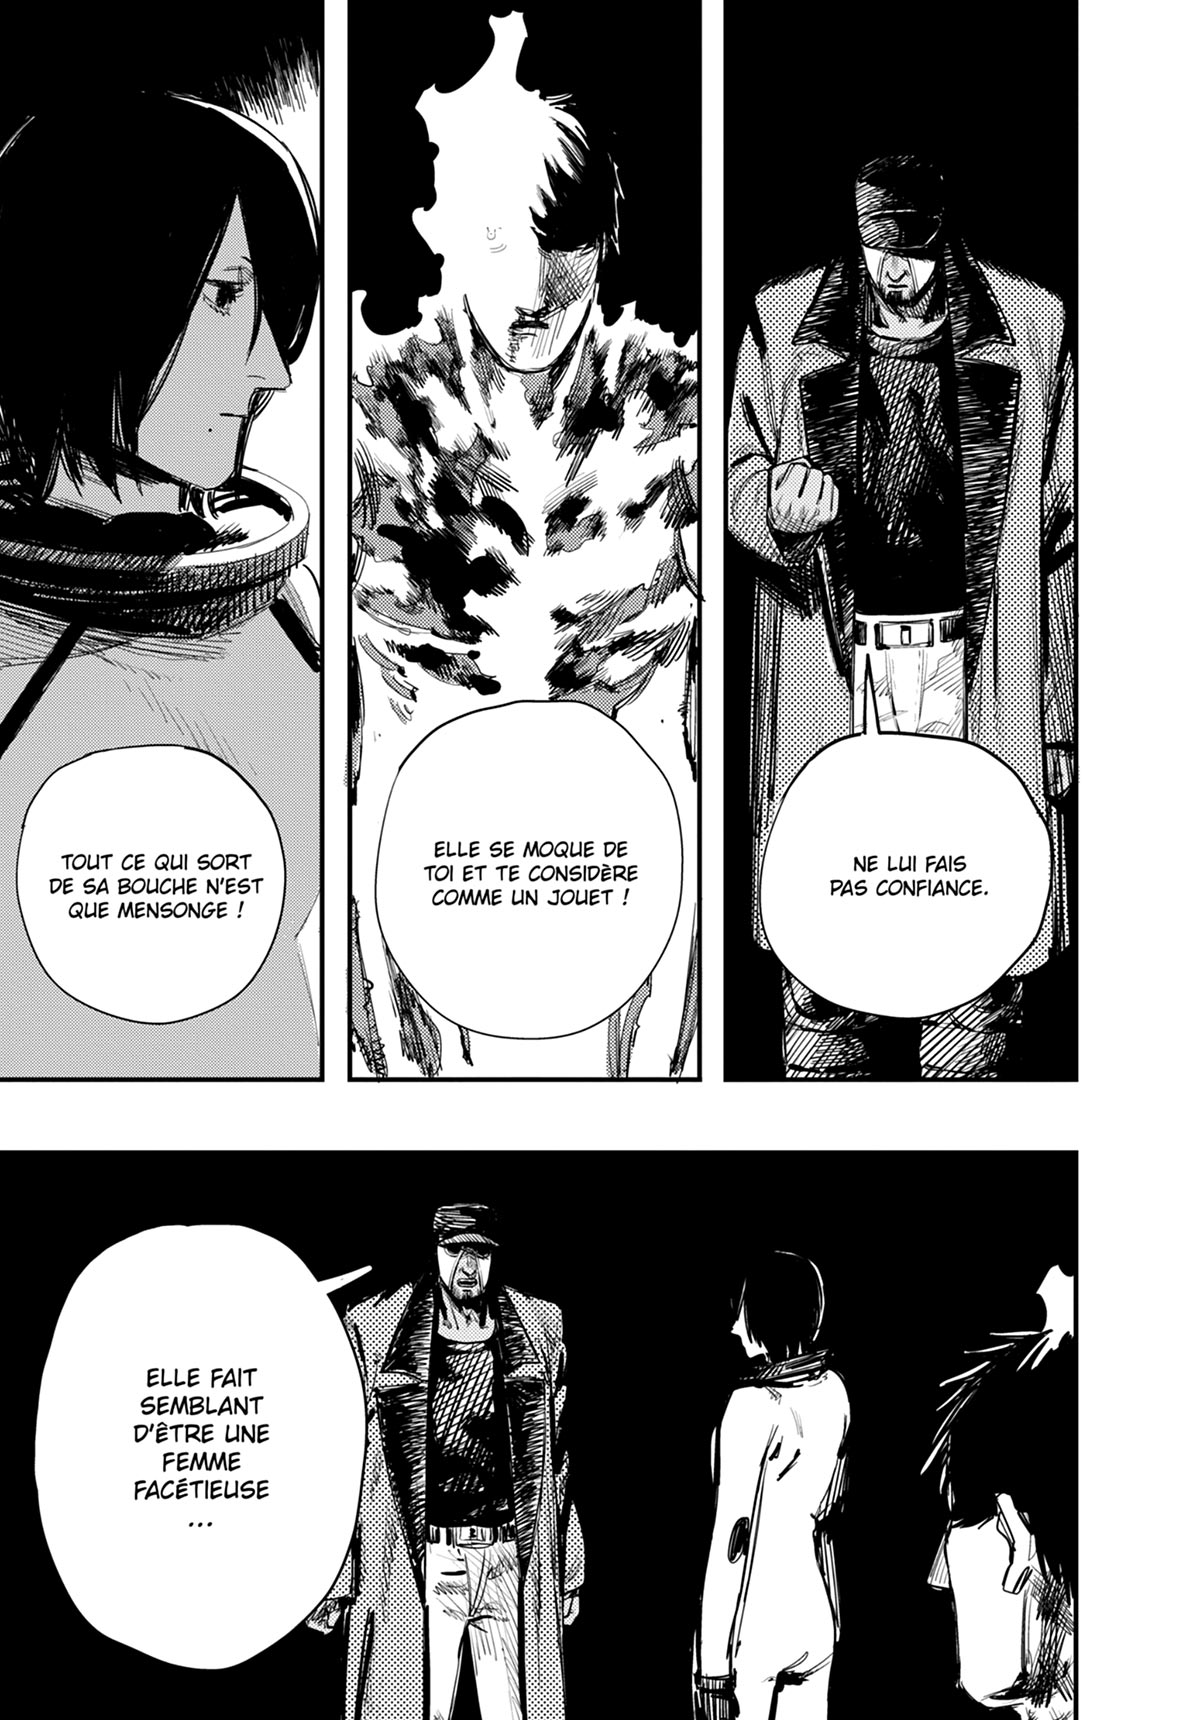 NE LUI FAIS
PAS CONFIANCE.
ELLE SE MOQUE DE
TOI ET TE CONSIDÈRE
COMME UN JOUET !
TOUT CE QUI SORT
DE SA BOUCHE N'EST
QUE MENSONGE !
ELLE FAIT
SEMBLANT
D'ÊTRE UNE
FEMME
FACÉTIEUSE
...